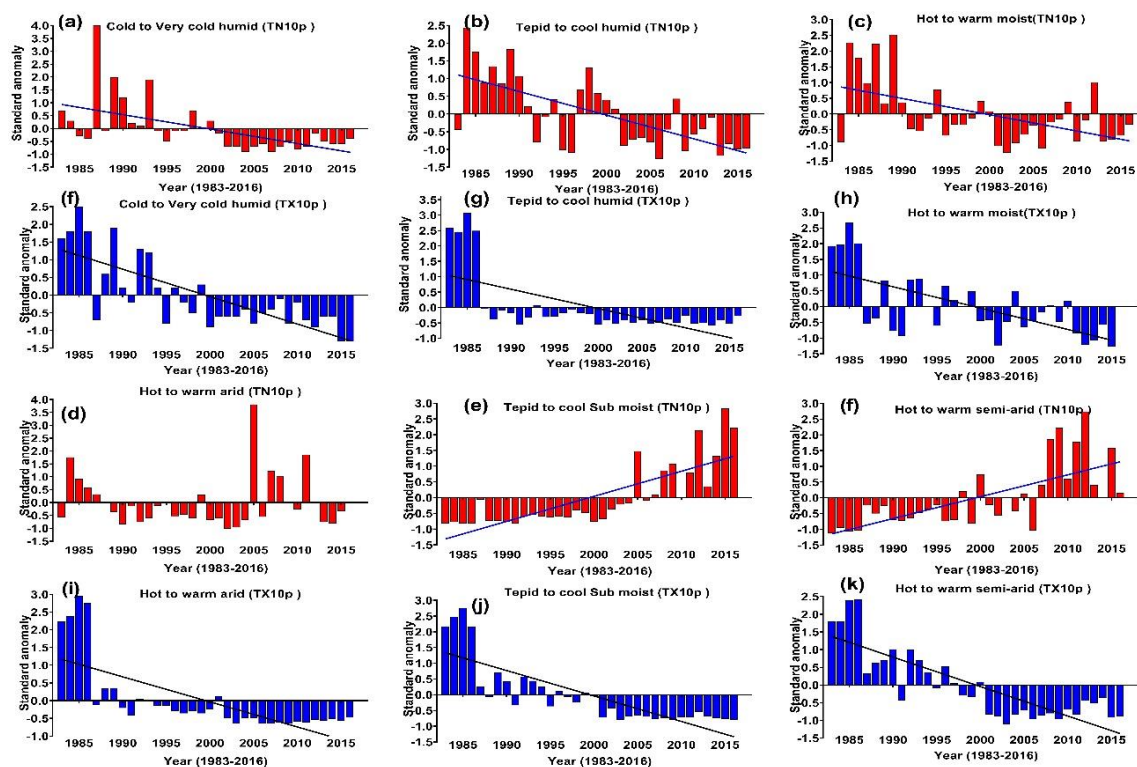 (a)
Cold to Very cold humid (TN10p )
Standard anomaly
4.0
3.5
3.0
2.5
2.0
1.5
1.0
0.5
0.0
-0.5
-1.0
-1.5
1985 1990 1995 2000 2005 2010 2015
Year (1983-2016)
(b)
Tepid to cool humid (TN10p )
Standard anomaly
2.5
2.0
1.5
1.0
0.5
0.0
-0.5
-1.0
-1.5
1985 1990 1995 2000 2005 2010 2015
Year (1983-2016)
(c)
Hot to warm moist(TN10p )
Standard anomaly
3.0
2.5
2.0
1.5
1.0
0.5
0.0
-0.5
-1.0
-1.5
1985 1990 1995 2000 2005 2010 2015
Year (1983-2016)
(f)
Cold to Very cold humid (TX10p )
Standard anomaly
2.5
2.0
1.5
1.0
0.5
0.0
-0.5
-1.0
-1.5
1985 1990 1995 2000 2005 2010 2015
(g)
Tepid to cool humid (TX10p )
Standard anomaly
3.5
3.0
2.5
2.0
1.5
1.0
0.5
0.0
-0.5
-1.0
1985 1990 1995 2000 2005 2010 2015
(h)
Hot to warm moist(TX10p )
Standard anomaly
3.0
2.5
2.0
1.5
1.0
0.5
0.0
-0.5
-1.0
-1.5
1985 1990 1995 2000 2005 2010 2015
(d)
Hot to warm arid (TN10p )
Standard anomaly
4.0
3.5
3.0
2.5
2.0
1.5
1.0
0.5
0.0
-0.5
-1.0
-1.5
1985 1990 1995 2000 2005 2010 2015
Year (1983-2016)
(e)
Tepid to cool Sub moist (TN10p )
Standard anomaly
3.0
2.5
2.0
1.5
1.0
0.5
0.0
-0.5
-1.0
-1.5
1985 1990 1995 2000 2005 2010 2015
Year (1983-2016)
(f)
Hot to warm semi-arid (TN10p )
Standard anomaly
3.0
2.5
2.0
1.5
1.0
0.5
0.0
-0.5
-1.0
-1.5
1985 1990 1995 2000 2005 2010 2015
Year (1983-2016)
(i)
Hot to warm arid (TX10p )
Standard anomaly
3.0
2.5
2.0
1.5
1.0
0.5
0.0
-0.5
-1.0
1985 1990 1995 2000 2005 2010 2015
Year (1983-2016)
(j)
Tepid to cool Sub moist (TX10p )
Standard anomaly
3.0
2.5
2.0
1.5
1.0
0.5
0.0
-0.5
-1.0
-1.5
1985 1990 1995 2000 2005 2010 2015
Year (1983-2016)
(k)
Hot to warm semi-arid (TX10p )
Standard anomaly
2.5
2.0
1.5
1.0
0.5
0.0
-0.5
-1.0
-1.5
1985 1990 1995 2000 2005 2010 2015
Year (1983-2016)